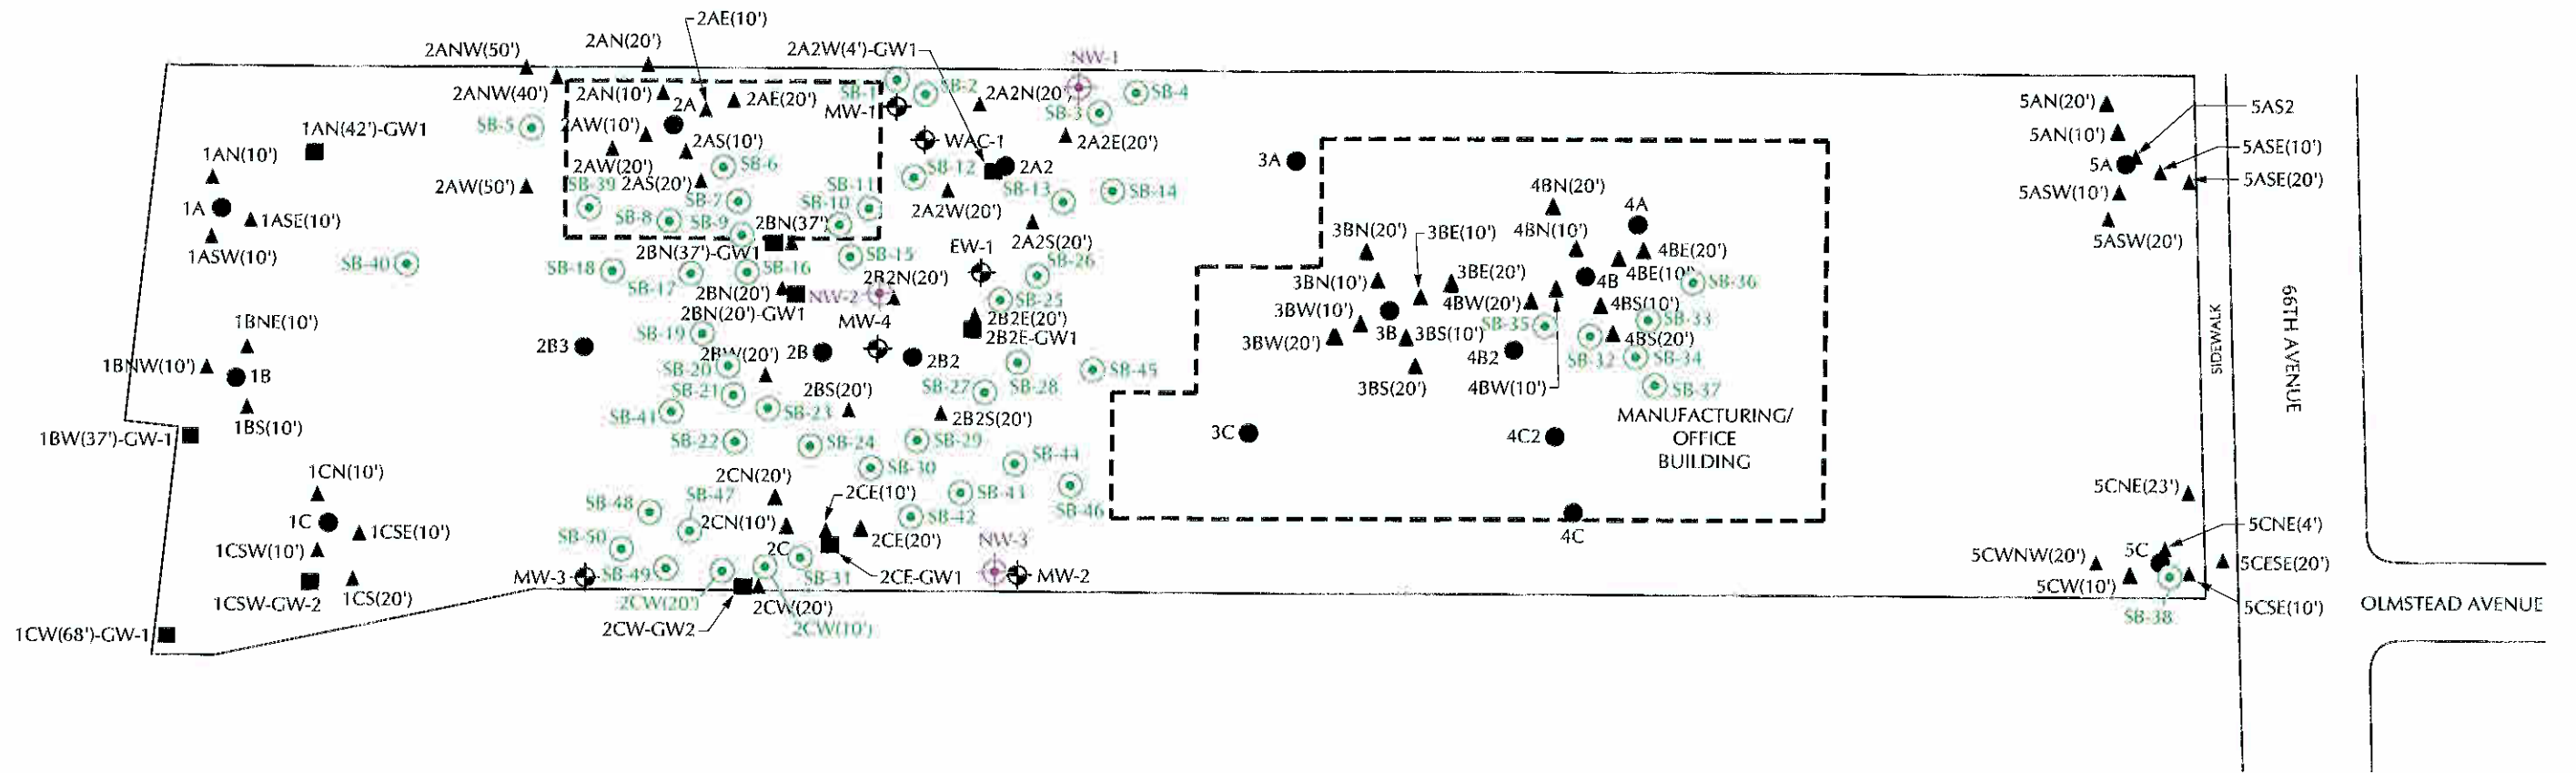 2AE(10')
2ANW(50')
2AN(20')
2A2W(4')-GW1
NW-1
2ANW(40')
2AN(10')
2A
2AE(20')
SB-1
SB-2
2A2N(20')
SB-4
MW-1
SB-3
5AN(20')
5AS2
1AN(42')-GW1
SB-5
2AW(10')
2AS(10')
WAC-1
2A2E(20')
5AN(10')
5ASE(10')
1AN(10')
2AW(20')
SB-6
SB-12
2A2
3A
5A
2AW(50')
SB-39
2AS(20')
SB-11
SB-13
SB-14
4BN(20')
5ASW(10')
5ASE(20')
1A
1ASE(10')
SB-8
SB-7
SB-9
SB-10
2BN(37')
2A2W(20')
4A
1ASW(10')
2A2S(20')
3BN(20')
3BE(10')
4BN(10')
5ASW(20')
SB-40
SB-18
2BN(37')-GW1
SB-15
EW-1
4BE(20')
SB-17
SB-16
SB-26
3BE(20')
4BE(10')
2BN(20')
NW-2
2B2N(20')
SB-25
3BN(10')
4B
SB-36
2BN(20')-GW1
3BW(10')
4BW(20')
4BS(10')
1BNE(10')
SB-19
MW-4
2B2E(20')
SB-35
SB-33
2B3
2BW(20')
2B
2B2E-GW1
3BW(20')
3B
3BS(10')
4BS(20')
1BNW(10')
1B
SB-20
2B2
SB-45
4B2
SB-32
SB-34
SB-21
2BS(20')
SB-27
SB-28
3BS(20')
4BW(10')
SB-37
SB-41
SB-23
2B2S(20')
1BS(10')
1BW(37')-GW-1
SB-22
SB-24
SB-29
3C
4C2
MANUFACTURING/
OFFICE
BUILDING
SIDEWALK
66TH AVENUE
1CN(10')
2CN(20')
SB-30
SB-44
SB-48
SB-47
2CE(10')
SB-46
5CNE(23')
1C
1CSE(10')
2CN(10')
SB-42
5CNE(4')
1CSW(10')
SB-50
2C
2CE(20')
NW-3
4C
5CWNW(20')
5C
5CESE(20')
MW-3
SB-49
SB-31
2CE-GW1
MW-2
5CW(10')
1CSW-GW-2
1CS(20')
2CW(20')
2CW(20')
SB-38
5CSE(10')
OLMSTEAD AVENUE
1CW(68')-GW-1
2CW-GW2
2CW(10')